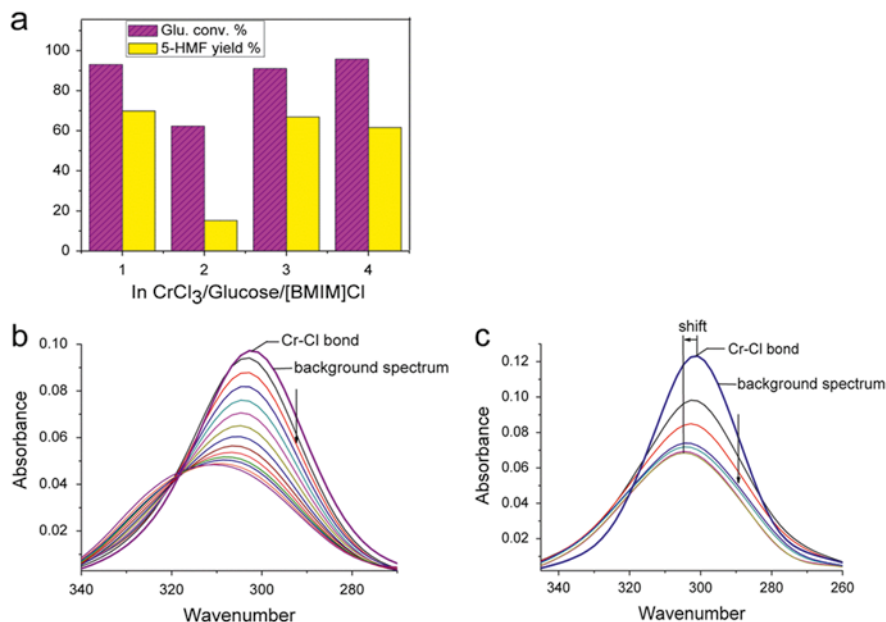 a
Glu. conv. %
5-HMF yield %
100
80
60
40
20
0
1 2 3 4
In CrCl₃/Glucose/[BMIM]Cl
b
Cr-Cl bond
background spectrum
0.10
0.08
0.06
0.04
0.02
Absorbance
340 320 300 280
Wavenumber
c
shift
Cr-Cl bond
background spectrum
0.12
0.10
0.08
0.06
0.04
0.02
Absorbance
340 320 300 280 260
Wavenumber